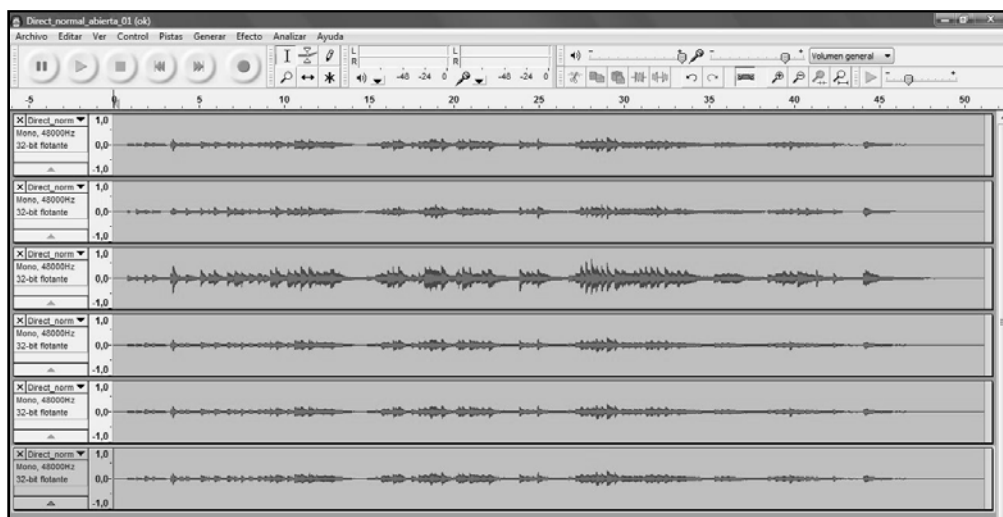 Direct_normal_abierta_01 (ok)
Archivo Editar Ver Control Pistas Generar Efecto Analizar Ayuda
L L
R R
-48 -24 0 -48 -24 0
Volumen general
-5 0 5 10 15 20 25 30 35 40 45 50
X Direct_norm 1,0
Mono, 48000Hz
32-bit flotante 0,0
-1,0
X Direct_norm 1,0
Mono, 48000Hz
32-bit flotante 0,0
-1,0
X Direct_norm 1,0
Mono, 48000Hz
32-bit flotante 0,0
-1,0
X Direct_norm 1,0
Mono, 48000Hz
32-bit flotante 0,0
-1,0
X Direct_norm 1,0
Mono, 48000Hz
32-bit flotante 0,0
-1,0
X Direct_norm 1,0
Mono, 48000Hz
32-bit flotante 0,0
-1,0